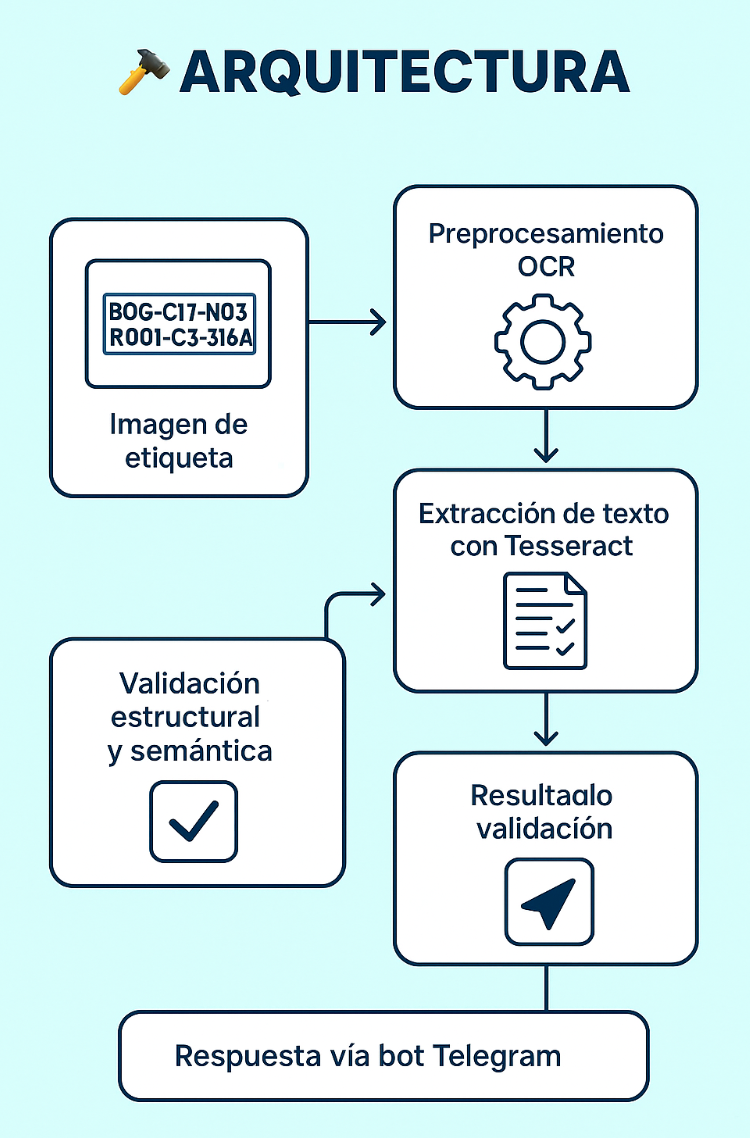 ARQUITECTURA
BOG-C17-N03
R001-C3-316A
Imagen de
etiqueta
Preprocesamiento
OCR
Extracción de texto
con Tesseract
Validación
estructural
y semántica
Resultaglo
validación
Respuesta vía bot Telegram